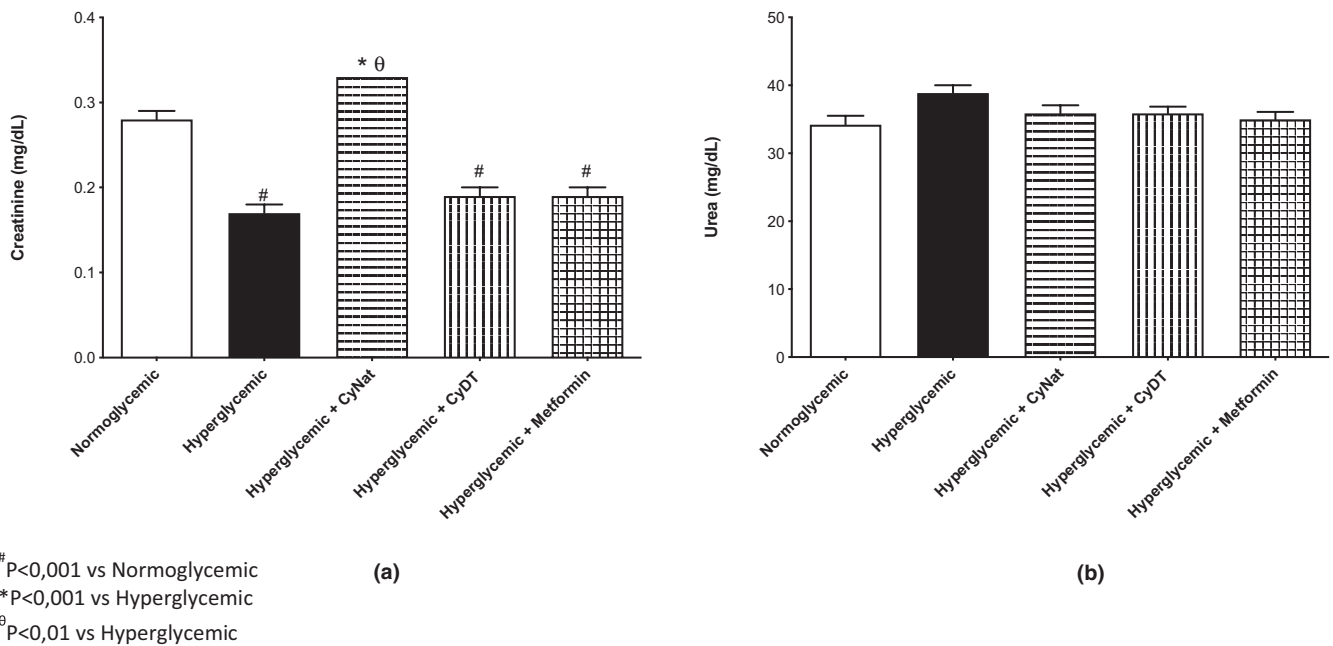 0.4
0.3
0.2
0.1
0.0
Creatinine (mg/dL)
#
* θ
#
#
Normoglycemic
Hyperglycemic
Hyperglycemic + CyNat
Hyperglycemic + CyDT
Hyperglycemic + Metformin
(a)
50
40
30
20
10
0
Urea (mg/dL)
Normoglycemic
Hyperglycemic
Hyperglycemic + CyNat
Hyperglycemic + CyDT
Hyperglycemic + Metformin
(b)
#P<0,001 vs Normoglycemic
*P<0,001 vs Hyperglycemic
θP<0,01 vs Hyperglycemic